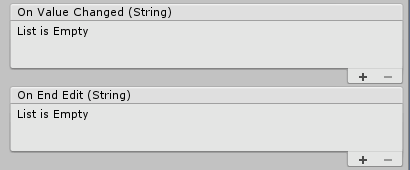 On Value Changed (String)
List is Empty
+ −
On End Edit (String)
List is Empty
+ −